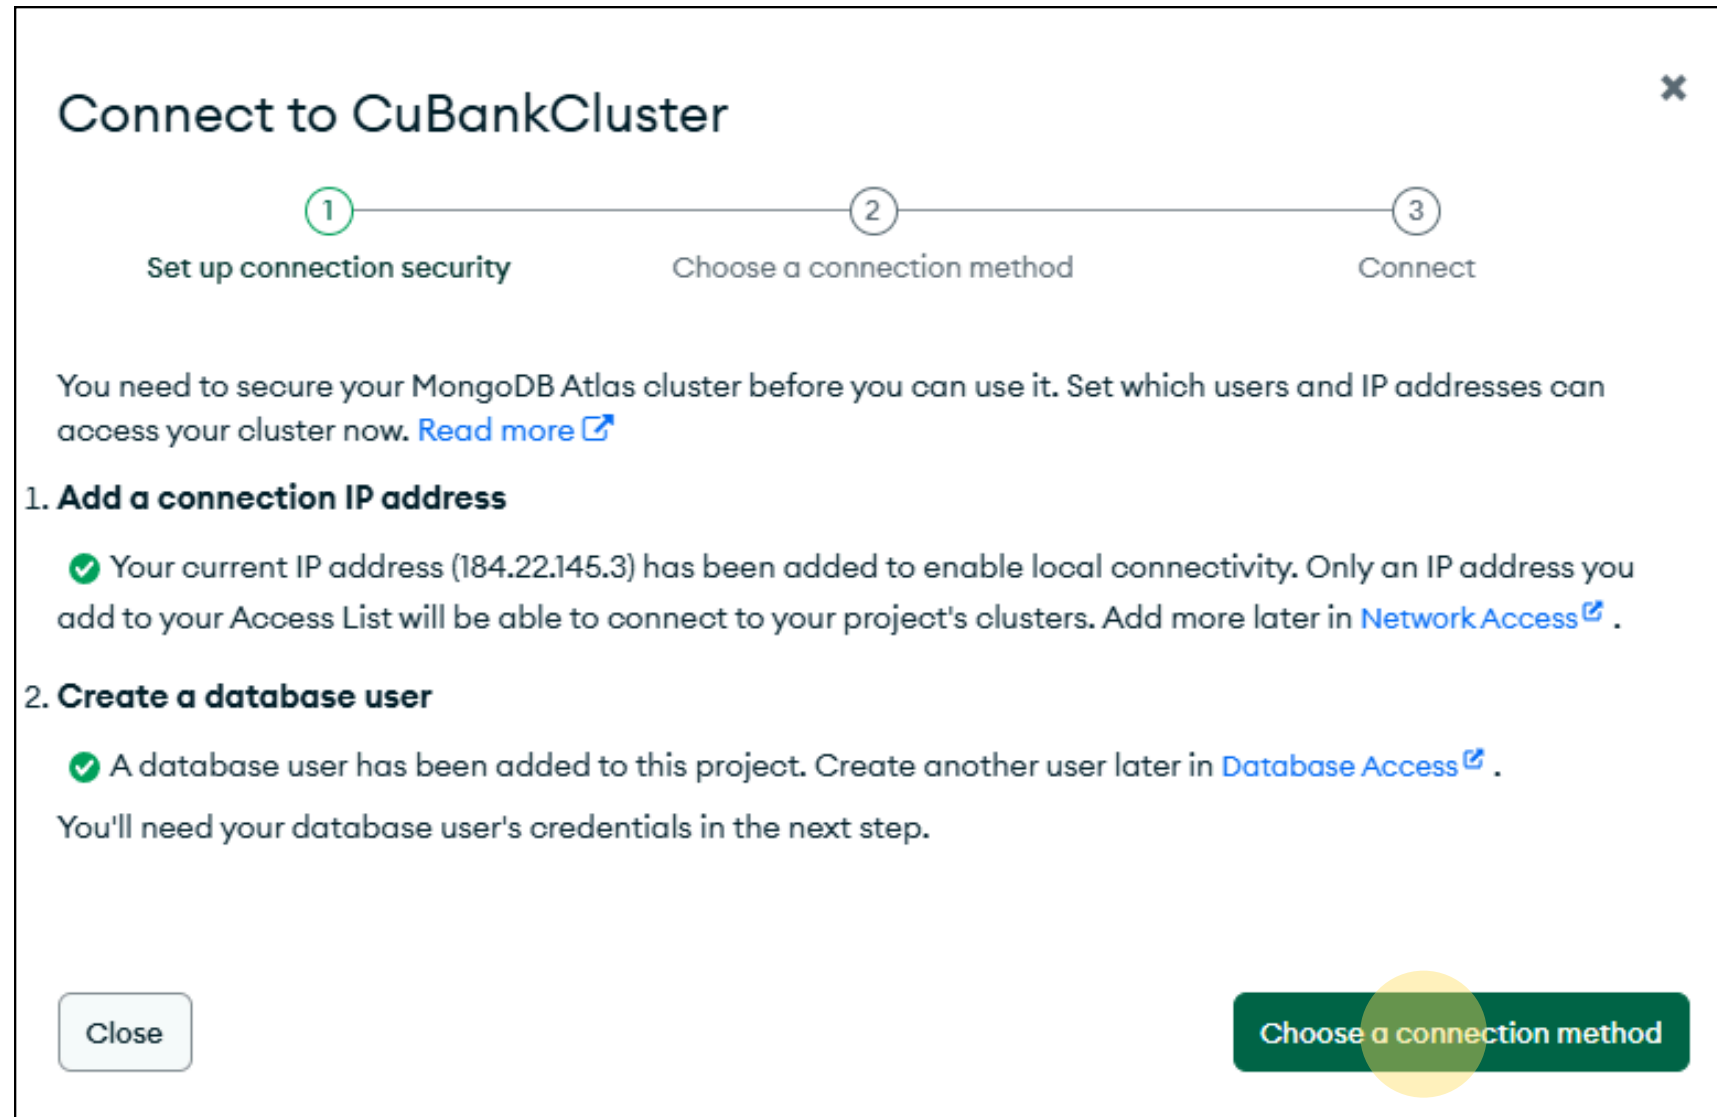 Connect to CuBankCluster
1 2 3
Set up connection security Choose a connection method Connect
You need to secure your MongoDB Atlas cluster before you can use it. Set which users and IP addresses can
access your cluster now. Read more
1. Add a connection IP address
Your current IP address (184.22.145.3) has been added to enable local connectivity. Only an IP address you
add to your Access List will be able to connect to your project's clusters. Add more later in Network Access .
2. Create a database user
A database user has been added to this project. Create another user later in Database Access .
You'll need your database user's credentials in the next step.
Close Choose a connection method